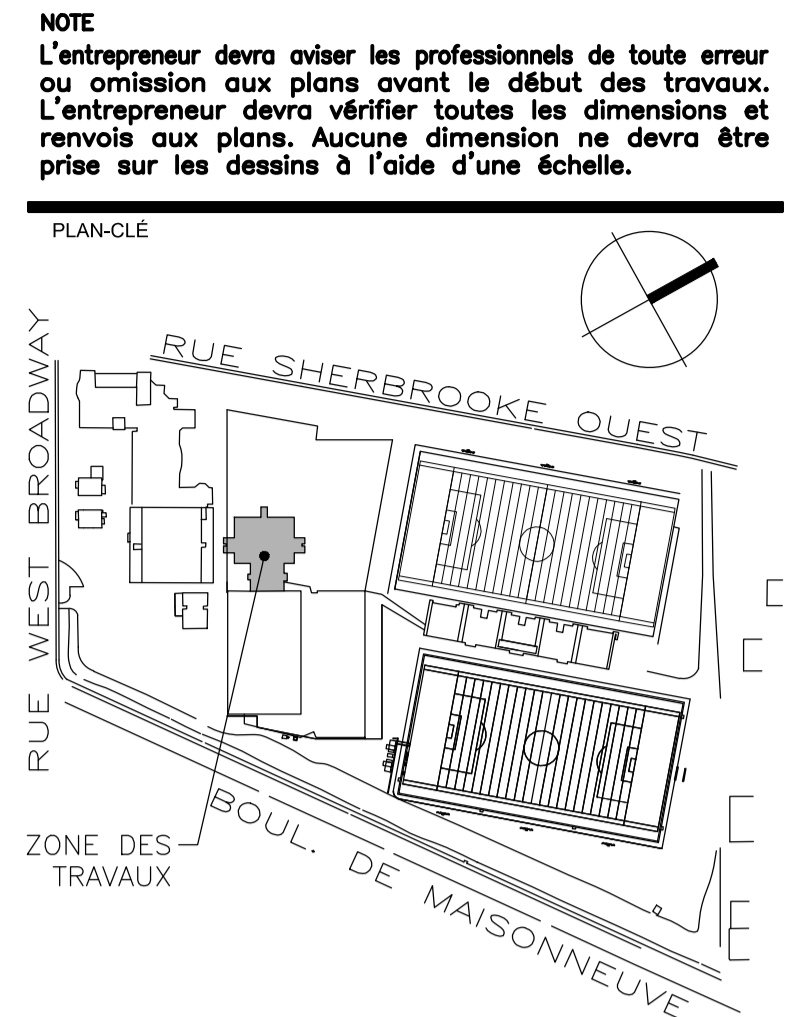 NOTE
L'entrepreneur devra aviser les professionnels de toute erreur
ou omission aux plans avant le début des travaux.
L'entrepreneur devra vérifier toutes les dimensions et
renvois aux plans. Aucune dimension ne devra être
prise sur les dessins à l'aide d'une échelle.
PLAN-CLÉ
RUE SHERBROOKE OUEST
RUE WEST BROADWAY
ZONE DES
TRAVAUX
BOUL. DE MAISONNEUVE